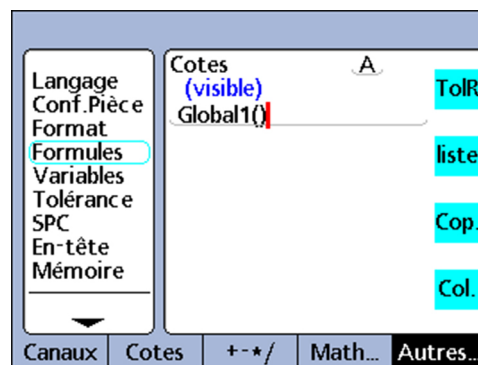 Langage
Conf.Pièce
Format
Formules
Variables
Tolérance
SPC
En-tête
Mémoire
Cotes A
(visible)
Global1()
TolR
liste
Cop.
Col.
Canaux Cotes +-*/ Math... Autres...